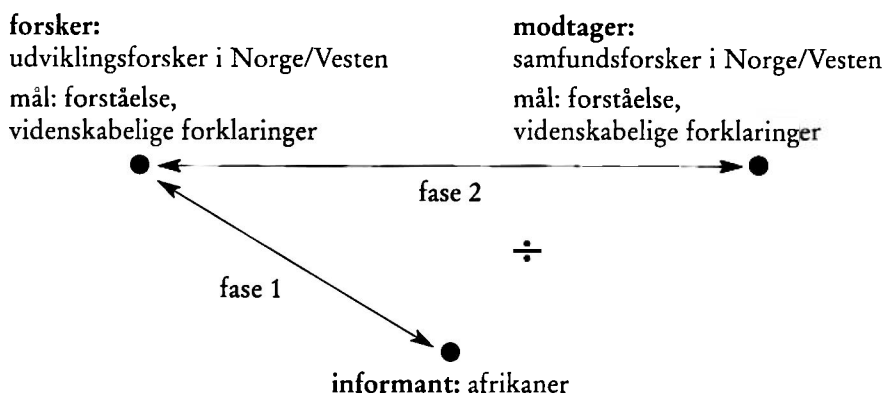 forsker:
udviklingsforsker i Norge/Vesten
mål: forståelse,
videnskabelige forklaringer
modtager:
samfundsforsker i Norge/Vesten
mål: forståelse,
videnskabelige forklaringer
fase 2
÷
fase 1
informant: afrikaner